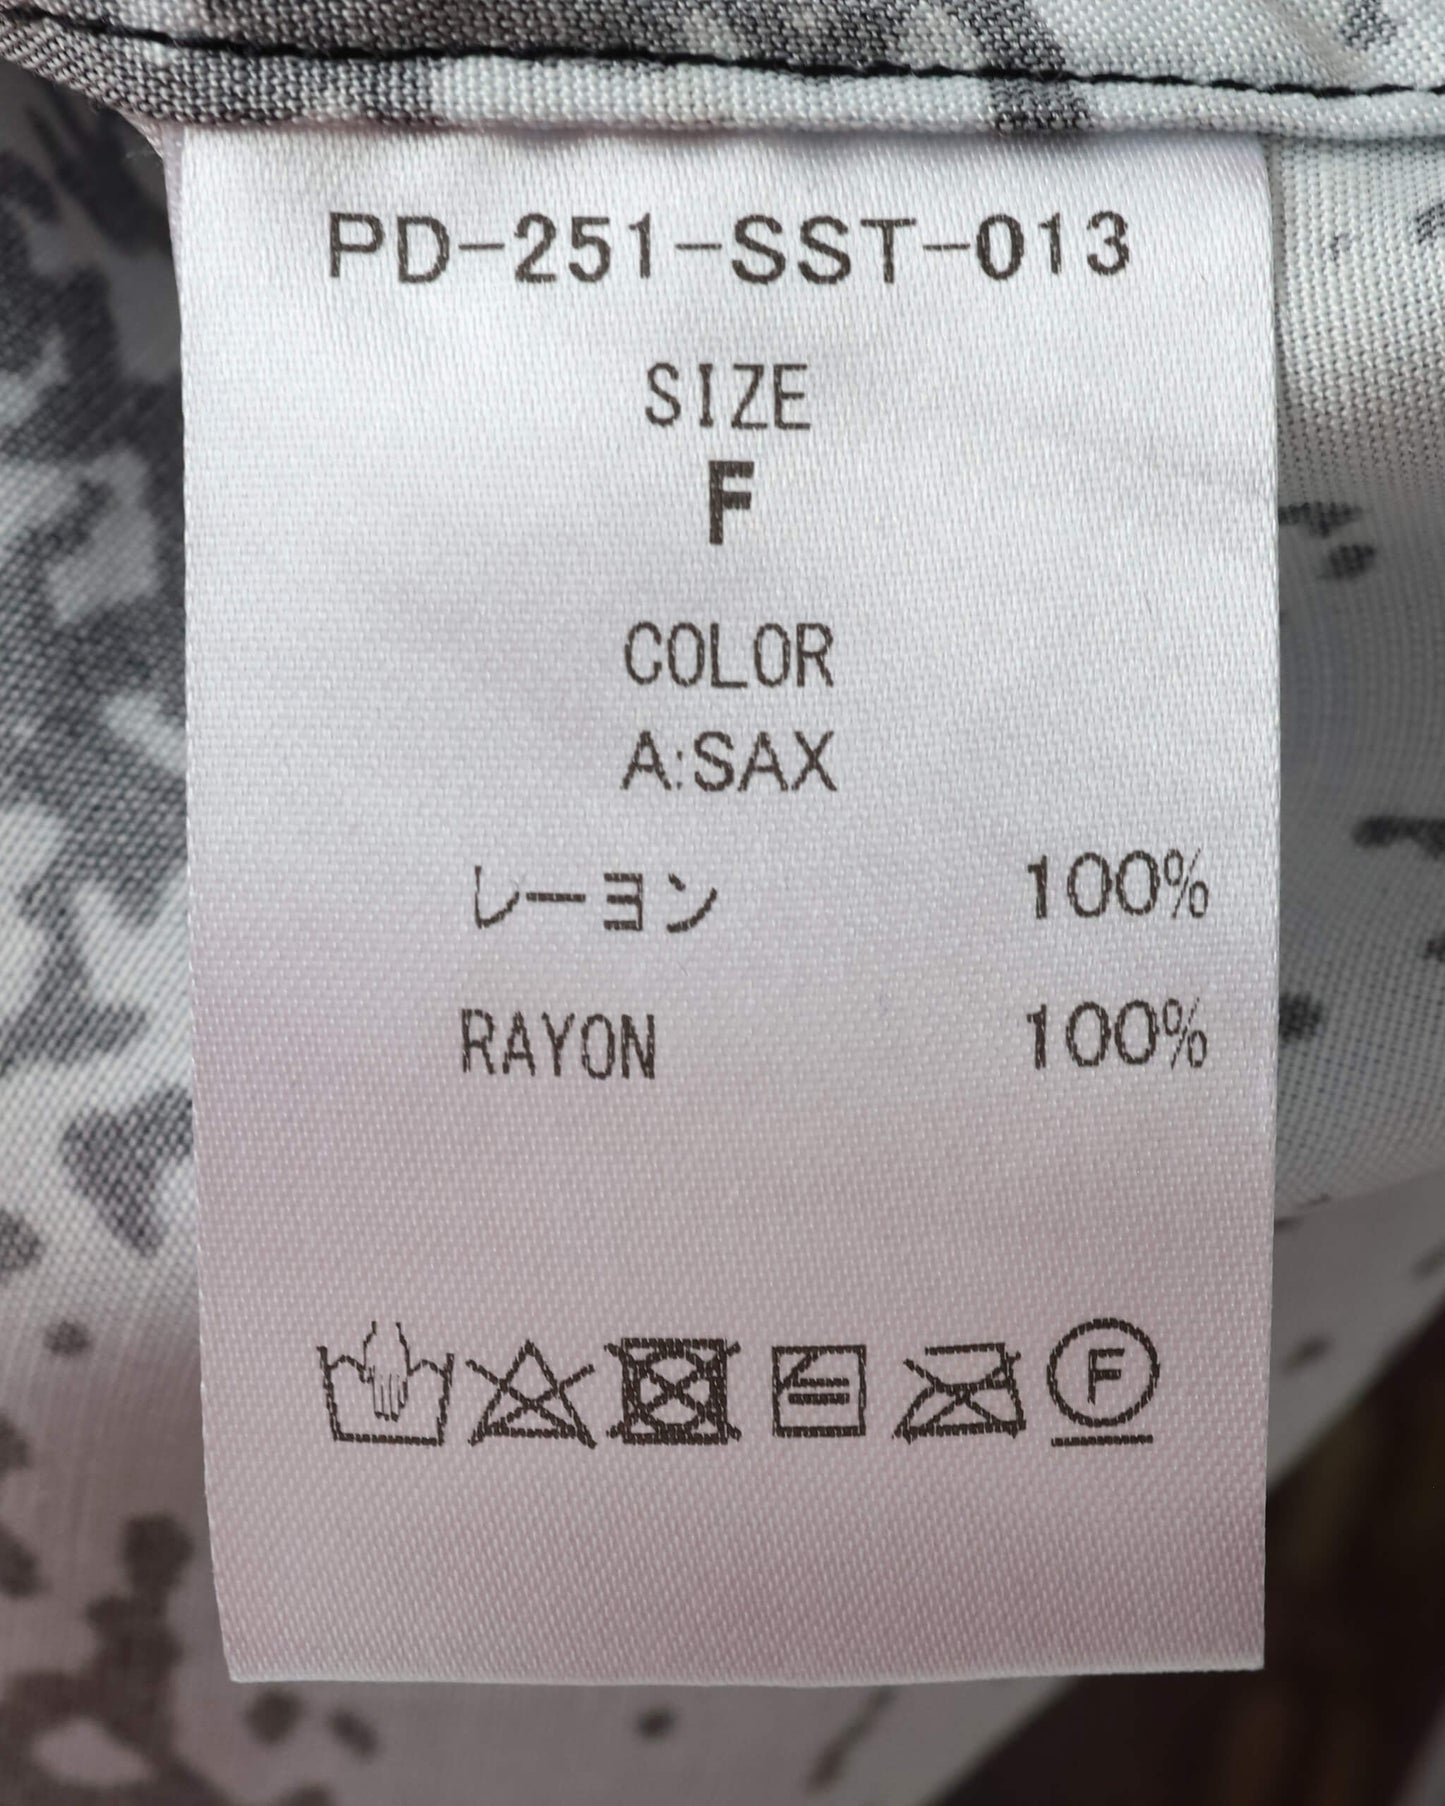 PD-251-SST-013
SIZE
F
COLOR
A:SAX
レーヨン 100%
RAYON 100%
F